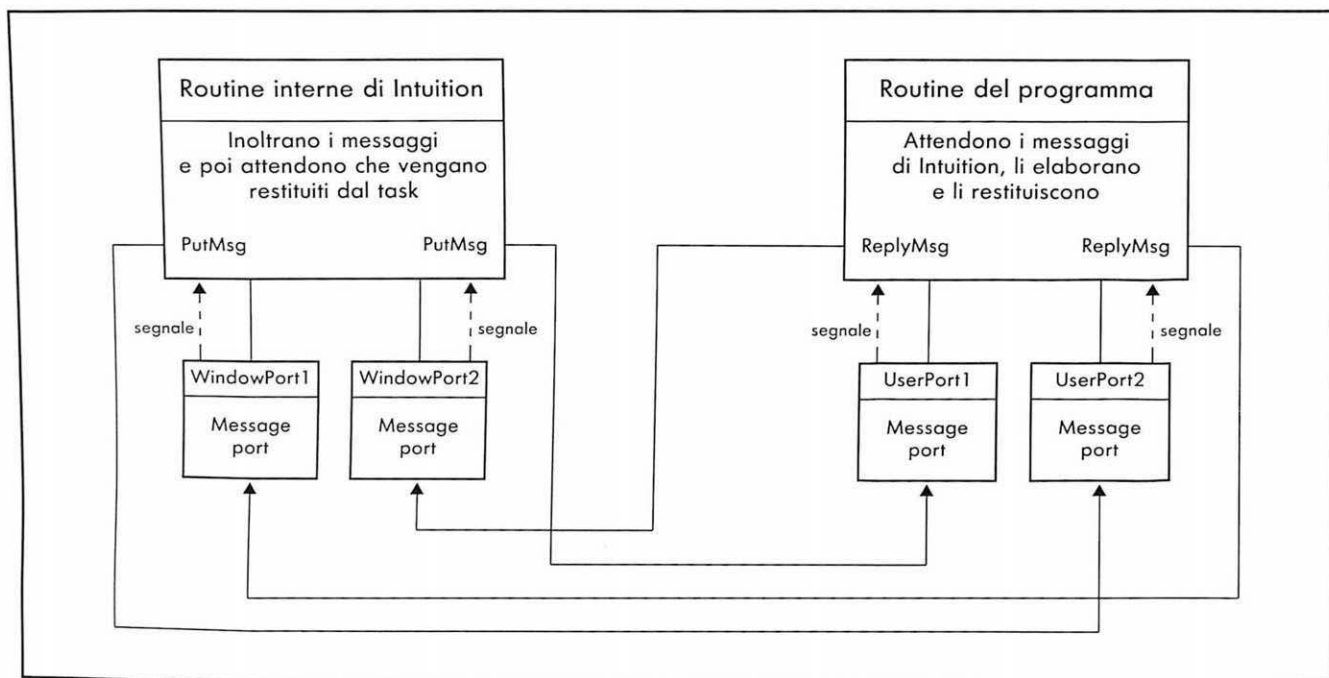 Routine interne di Intuition
Inoltrano i messaggi
e poi attendono che vengano
restituiti dal task
PutMsg
PutMsg
segnale
segnale
WindowPort1
Message
port
WindowPort2
Message
port
Routine del programma
Attendono i messaggi
di Intuition, li elaborano
e li restituiscono
ReplyMsg
ReplyMsg
segnale
segnale
UserPort1
Message
port
UserPort2
Message
port